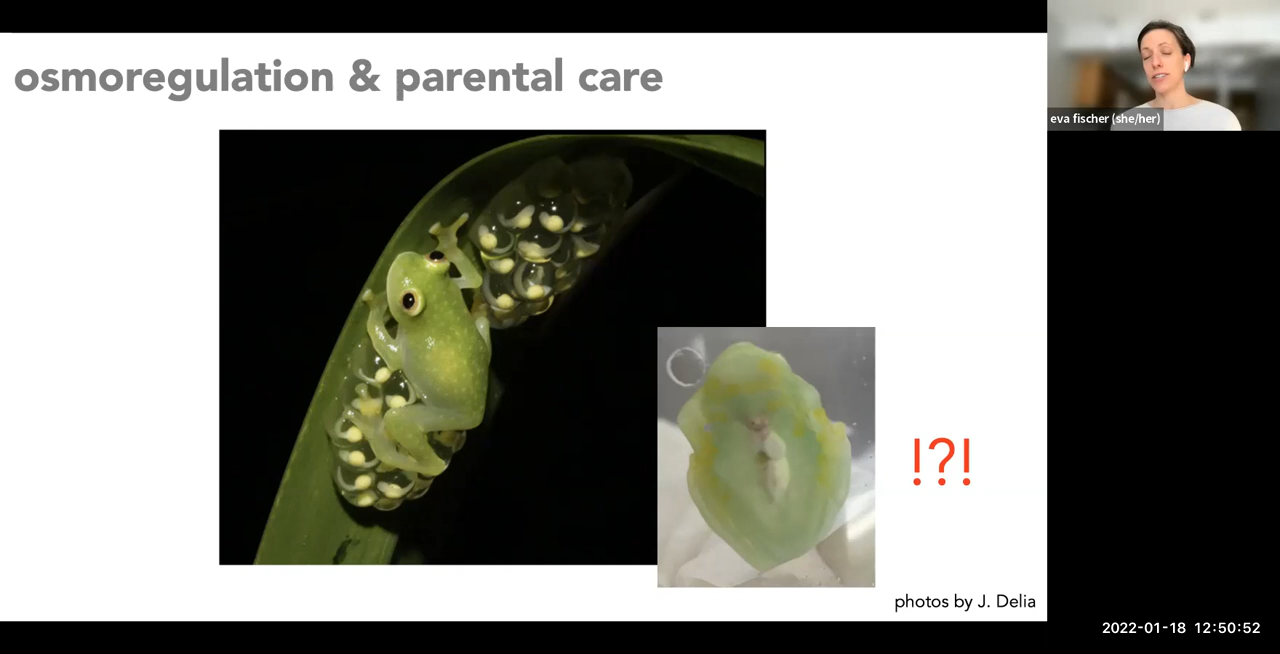 osmoregulation & parental care
eva fischer (she/her)
!?!
photos by J. Delia
2022-01-18 12:50:52